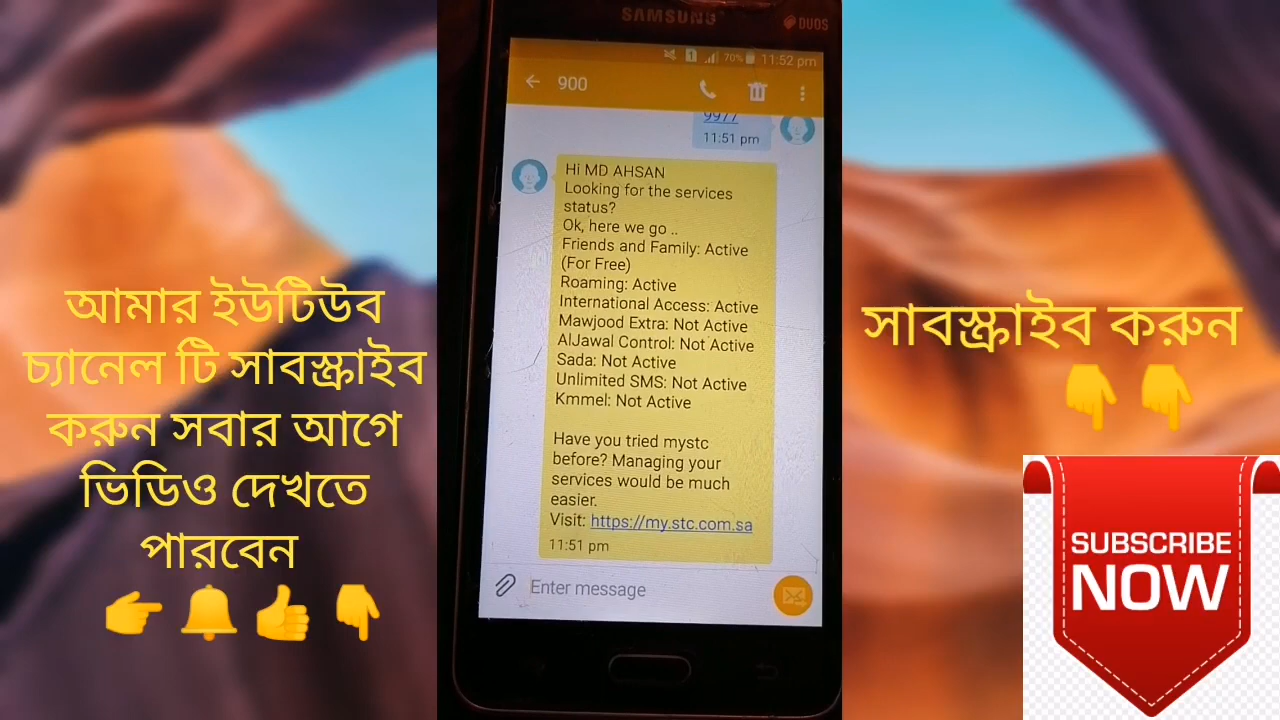 আমার ইউটিউব
চ্যানেল টি সাবস্ক্রাইব
করুন সবার আগে
ভিডিও দেখতে
পারবেন
SAMSUNG
DUOS
1
70%
11:52 pm
900
9977
11:51 pm
Hi MD AHSAN
Looking for the services
status?
Ok, here we go ..
Friends and Family: Active
(For Free)
Roaming: Active
International Access: Active
Mawjood Extra: Not Active
AlJawal Control: Not Active
Sada: Not Active
Unlimited SMS: Not Active
Kmmel: Not Active
Have you tried mystc
before? Managing your
services would be much
easier.
Visit: https://my.stc.com.sa
11:51 pm
Enter message
সাবস্ক্রাইব করুন
SUBSCRIBE
NOW